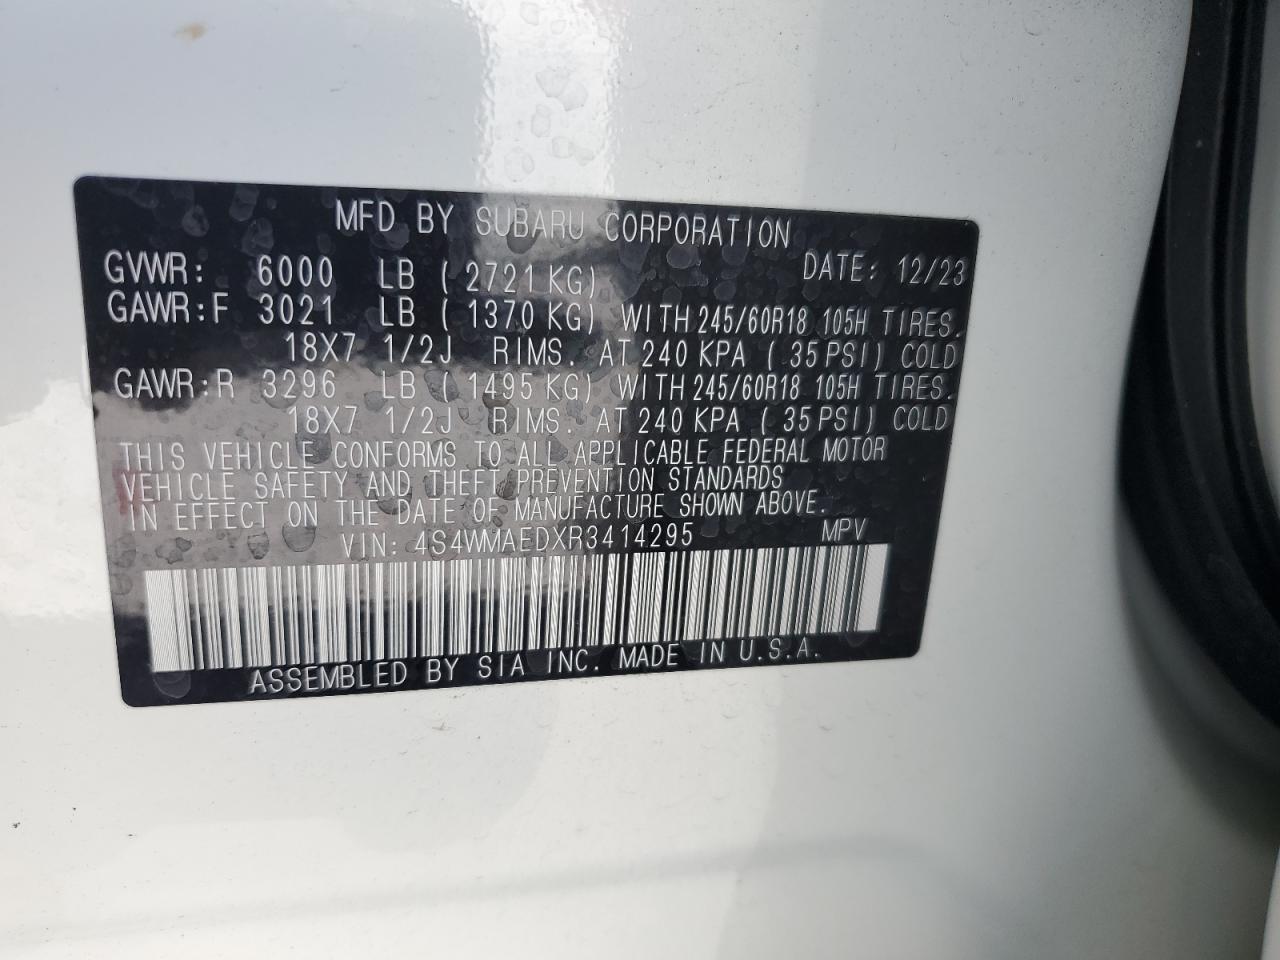 MFD BY SUBARU CORPORATION
GVWR: 6000 LB ( 2721 KG) DATE: 12/23
GAWR:F 3021 LB ( 1370 KG) WITH 245/60R18 105H TIRES.
18X7 1/2J RIMS. AT 240 KPA ( 35 PSI) COLD
GAWR:R 3296 LB ( 1495 KG) WITH 245/60R18 105H TIRES.
18X7 1/2J RIMS. AT 240 KPA ( 35 PSI) COLD
THIS VEHICLE CONFORMS TO ALL APPLICABLE FEDERAL MOTOR
VEHICLE SAFETY AND THEFT PREVENTION STANDARDS
IN EFFECT ON THE DATE OF MANUFACTURE SHOWN ABOVE.
VIN: 4S4WMAEDXR3414295 MPV
ASSEMBLED BY SIA INC. MADE IN U.S.A.